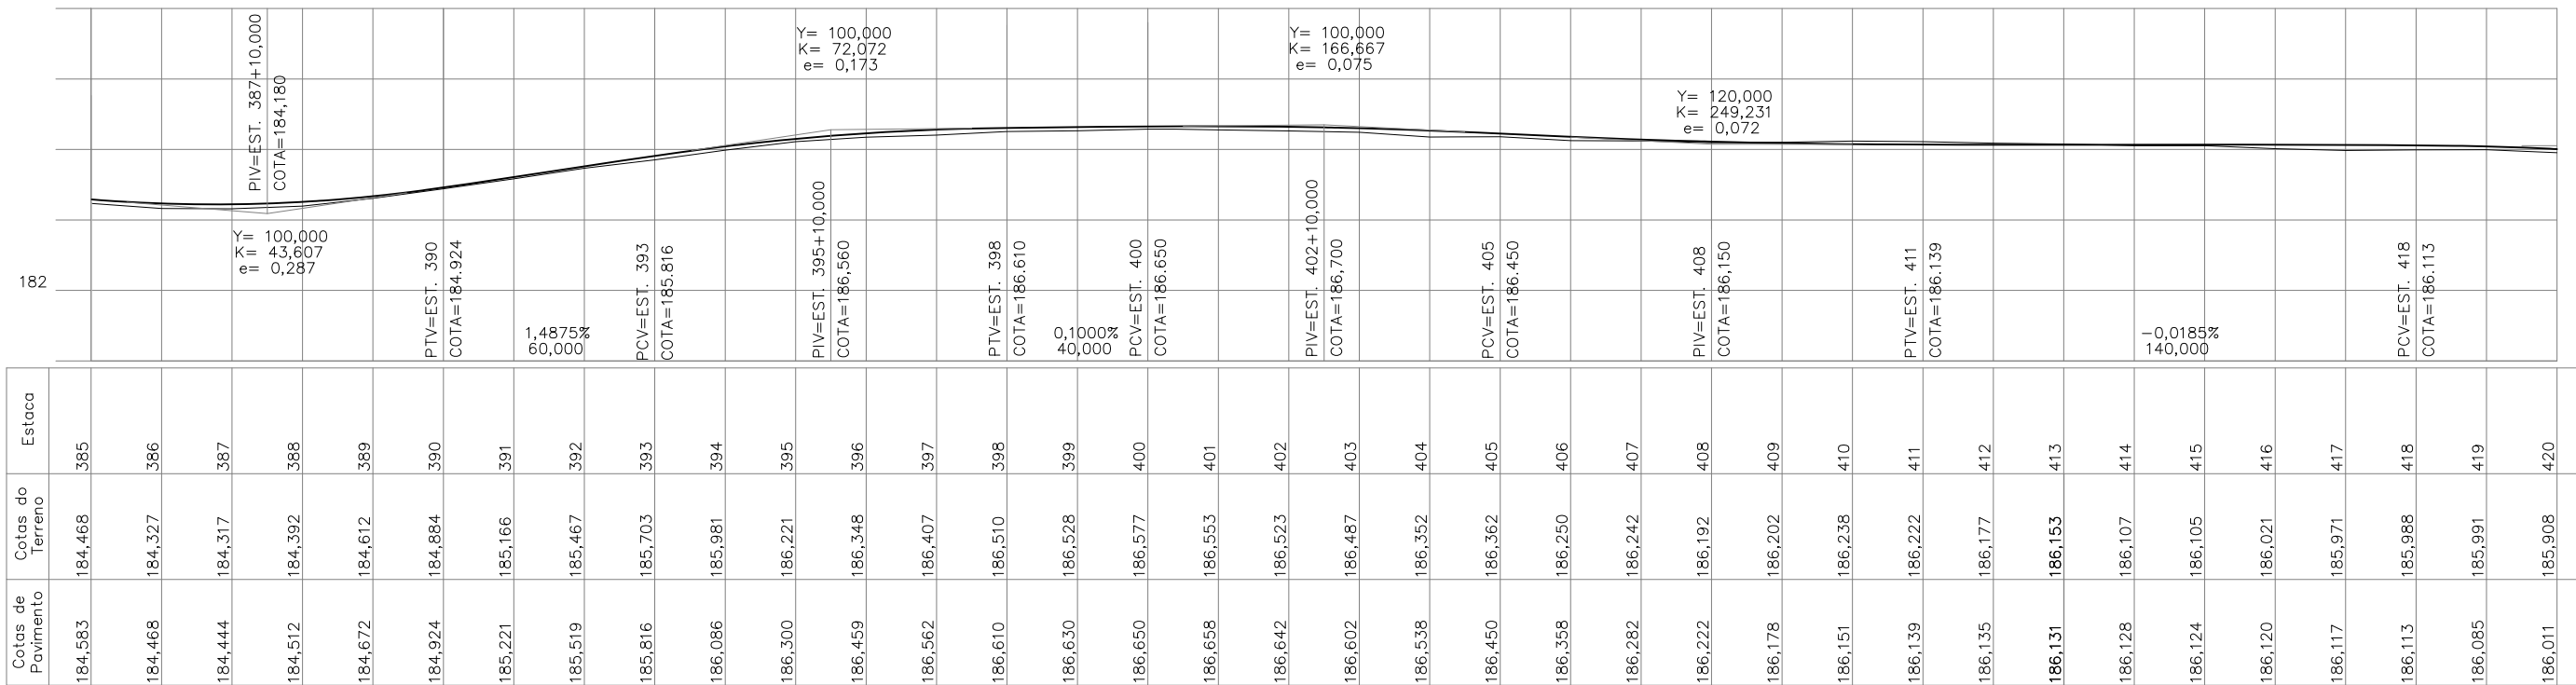 PIV=EST. 387+10,000
COTA=184,180
Y= 100,000
K= 43,607
e= 0,287
Y= 100,000
K= 72,072
e= 0,173
Y= 100,000
K= 166,667
e= 0,075
Y= 120,000
K= 249,231
e= 0,072
182
PTV=EST. 390
COTA=184.924
1,4875%
60,000
PCV=EST. 393
COTA=185.816
PIV=EST. 395+10,000
COTA=186,560
PTV=EST. 398
COTA=186.610
0,1000%
40,000
PCV=EST. 400
COTA=186.650
PIV=EST. 402+10,000
COTA=186,700
PCV=EST. 405
COTA=186.450
PIV=EST. 408
COTA=186,150
PTV=EST. 411
COTA=186.139
-0,0185%
140,000
PCV=EST. 418
COTA=186.113
Estaca
385 386 387 388 389 390 391 392 393 394 395 396 397 398 399 400 401 402 403 404 405 406 407 408 409 410 411 412 413 414 415 416 417 418 419 420
Cotas do
Terreno
184,468 184,327 184,317 184,392 184,612 184,884 185,166 185,467 185,703 185,981 186,221 186,348 186,407 186,510 186,528 186,577 186,553 186,523 186,487 186,352 186,362 186,250 186,242 186,192 186,202 186,238 186,222 186,177 186,153 186,107 186,105 186,021 185,971 185,988 185,991 185,908
Cotas de
Pavimento
184,583 184,468 184,444 184,512 184,672 184,924 185,221 185,519 185,816 186,086 186,300 186,459 186,562 186,610 186,630 186,650 186,658 186,642 186,602 186,538 186,450 186,358 186,282 186,222 186,178 186,151 186,139 186,135 186,131 186,128 186,124 186,120 186,117 186,113 186,085 186,011